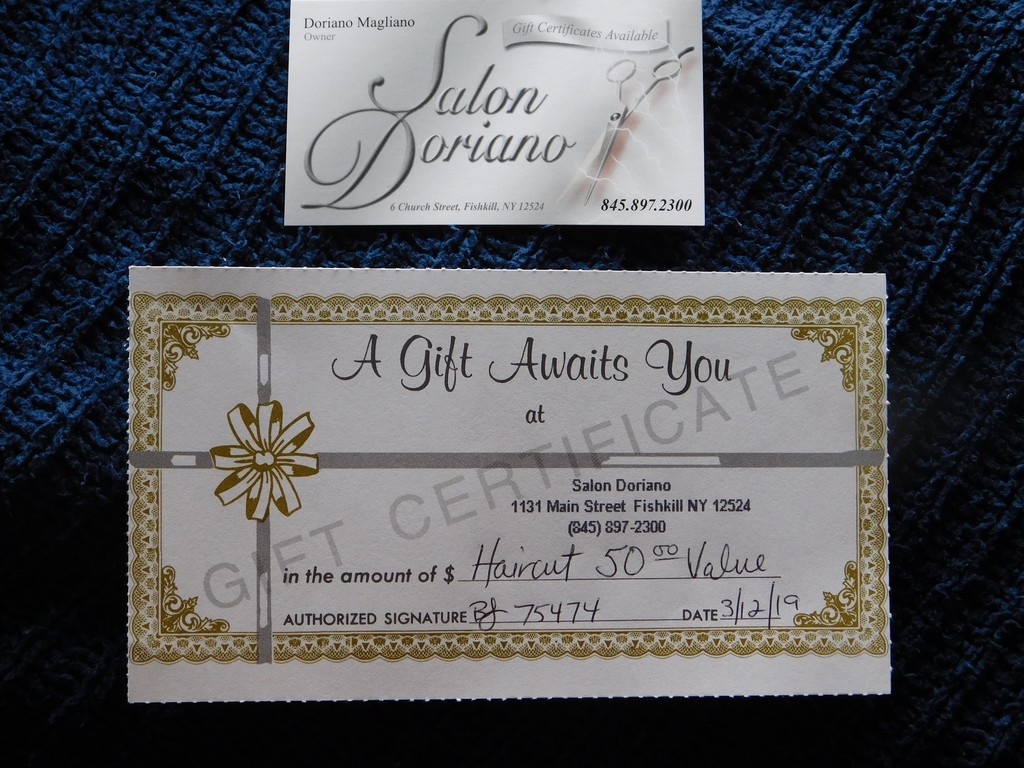 Doriano Magliano
Owner
Gift Certificates Available
Salon
Doriano
6 Church Street, Fishkill, NY 12524
845.897.2300
A Gift Awaits You
at
GIFT CERTIFICATE
Salon Doriano
1131 Main Street Fishkill NY 12524
(845) 897-2300
in the amount of $ Haircut 50 00 Value
AUTHORIZED SIGNATURE 75474 DATE 3/12/19